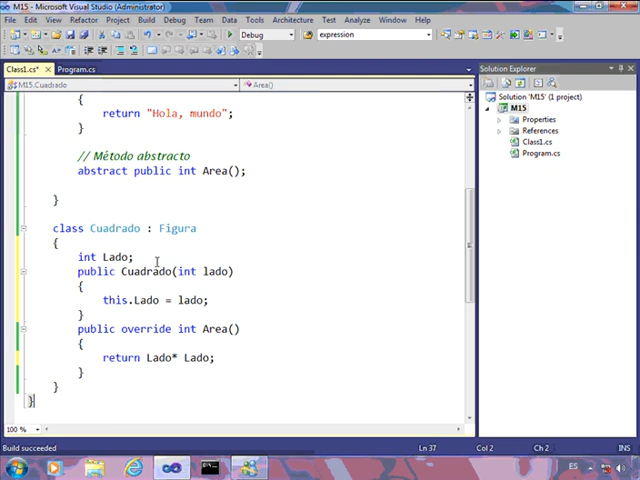 M15 - Microsoft Visual Studio (Administrator)
File Edit View Refactor Project Build Debug Team Data Tools Architecture Test Analyze Window Help
Debug expression
Class1.cs* Program.cs
M15.Cuadrado Area()
{
return "Hola, mundo";
}
// Método abstracto
abstract public int Area();
}
class Cuadrado : Figura
{
int Lado;
public Cuadrado(int lado)
{
this.Lado = lado;
}
public override int Area()
{
return Lado* Lado;
}
}
}
100 %
Solution Explorer
Solution 'M15' (1 project)
M15
Properties
References
Class1.cs
Program.cs
Build succeeded Ln 37 Col 2 Ch 2 INS
ES